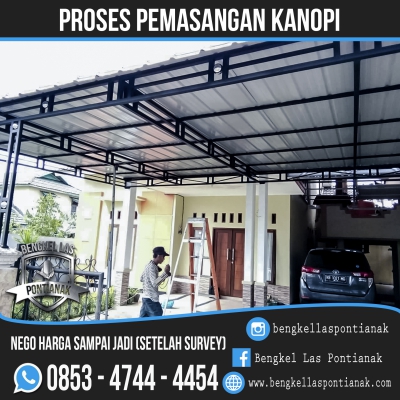 PROSES PEMASANGAN KANOPI
BENGKEL LAS
PONTIANAK
bengkellaspontianak
NEGO HARGA SAMPAI JADI (SETELAH SURVEY)
Bengkel Las Pontianak
0853 - 4744 - 4454
www.bengkellaspontianak.com